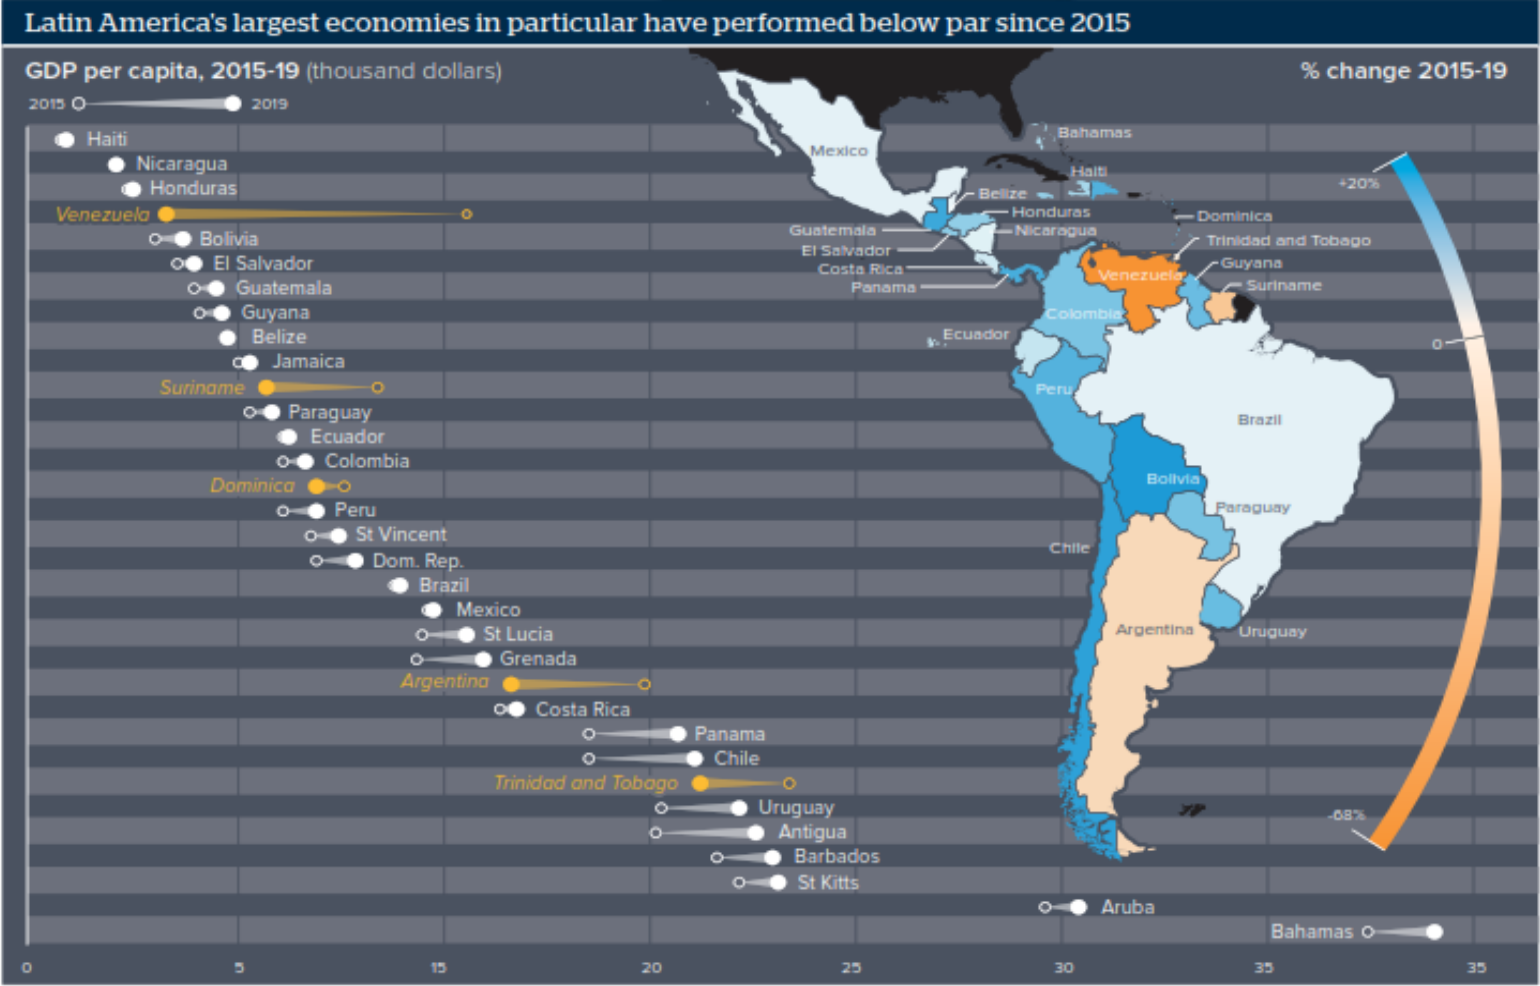 Latin America's largest economies in particular have performed below par since 2015
GDP per capita, 2015-19 (thousand dollars)
% change 2015-19
2015 2019
Haiti
Nicaragua
Honduras
Venezuela
Bolivia
El Salvador
Guatemala
Guyana
Belize
Jamaica
Suriname
Paraguay
Ecuador
Colombia
Dominica
Peru
St Vincent
Dom. Rep.
Brazil
Mexico
St Lucia
Grenada
Argentina
Costa Rica
Panama
Chile
Trinidad and Tobago
Uruguay
Antigua
Barbados
St Kitts
Aruba
Bahamas
0 5 15 20 25 30 35 35
Bahamas
Mexico
Haiti
Belize
Honduras
Dominica
Guatemala
Nicaragua
Trinidad and Tobago
El Salvador
Guyana
Costa Rica
Venezuela
Panama
Suriname
Colombia
Ecuador
Peru
Brazil
Bolivia
Paraguay
Chile
Argentina
Uruguay
+20%
0
-68%